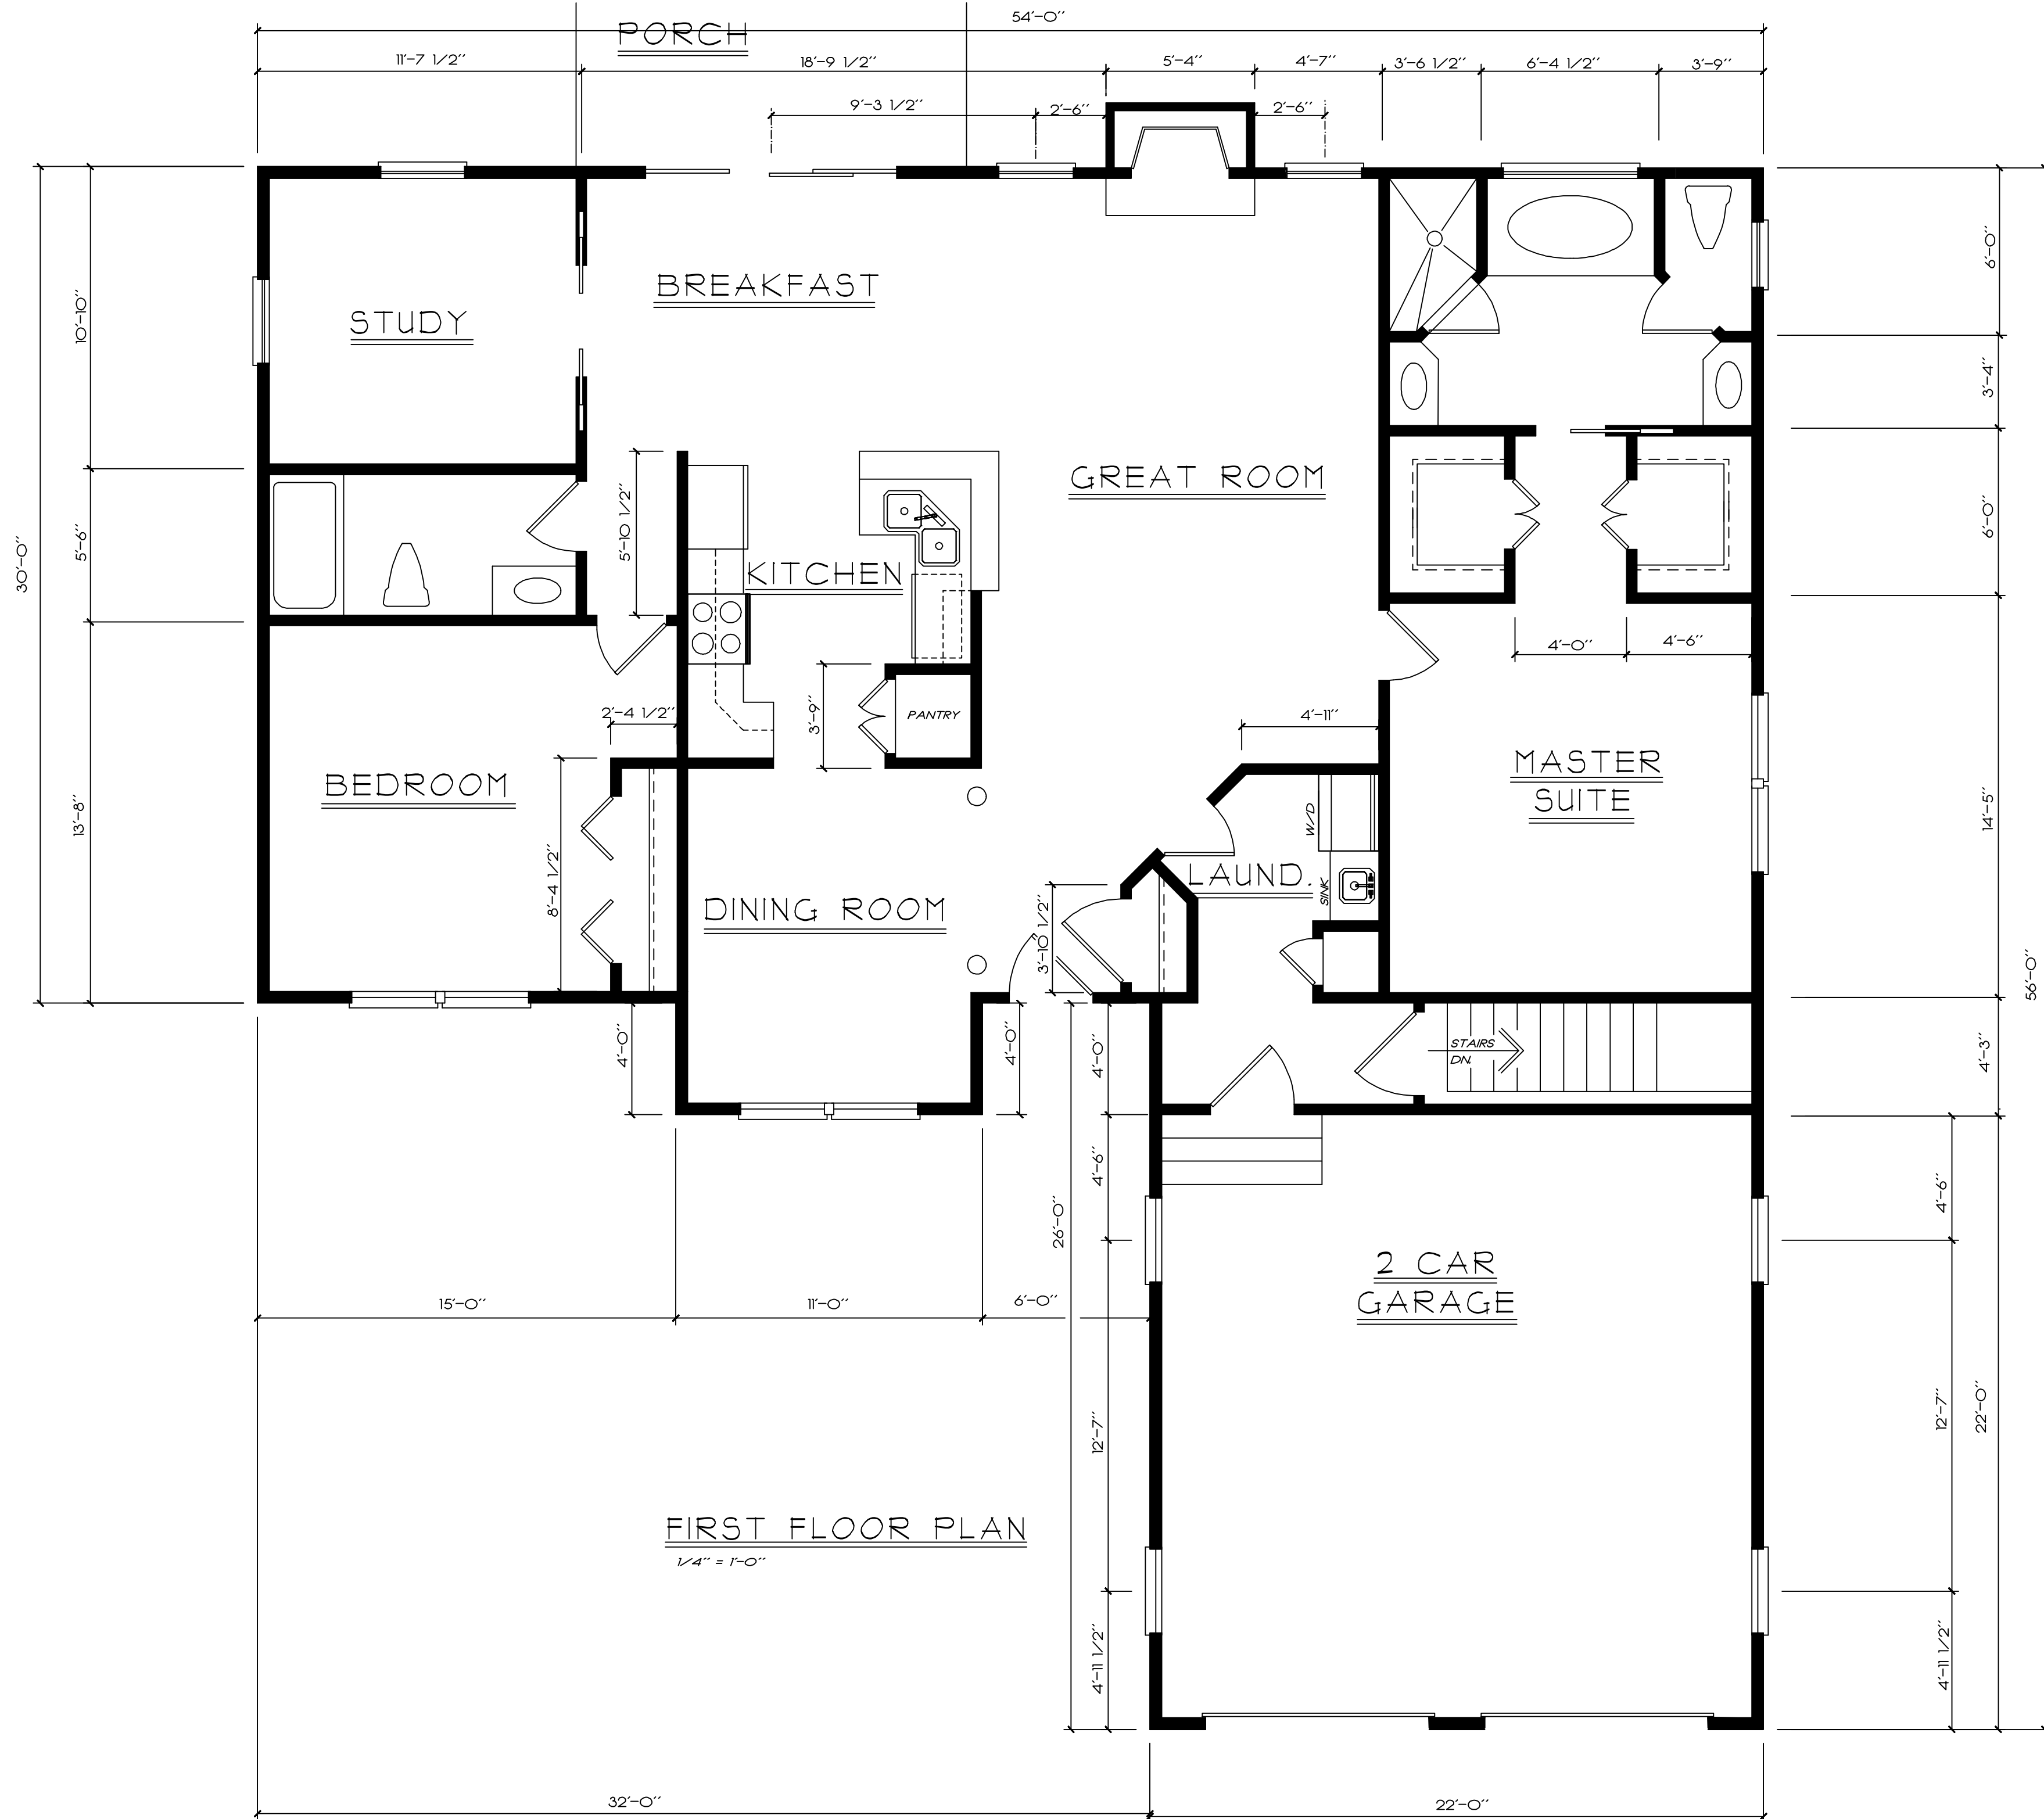 54'-0"
PORCH
11'-7 1/2"
18'-9 1/2"
5'-4"
4'-7"
3'-6 1/2"
6'-4 1/2"
3'-9"
9'-3 1/2"
2'-6"
2'-6"
6'-0"
BREAKFAST
10'-10"
STUDY
3'-4"
GREAT ROOM
5'-10 1/2"
6'-0"
5'-6"
30'-0"
KITCHEN
4'-0"
4'-6"
2'-4 1/2"
3'-9"
PANTRY
4'-11"
MASTER
SUITE
BEDROOM
13'-8"
14'-5"
W/D
8'-4 1/2"
LAUND.
SINK
DINING ROOM
3'-10 1/2"
56'-0"
4'-0"
4'-0"
4'-0"
STAIRS
DN.
4'-3"
4'-6"
4'-6"
26'-0"
2 CAR
GARAGE
15'-0"
11'-0"
6'-0"
12'-7"
12'-7"
22'-0"
FIRST FLOOR PLAN
1/4" = 1'-0"
4'-11 1/2"
4'-11 1/2"
32'-0"
22'-0"